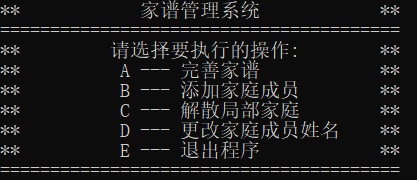 ** 家谱管理系统 **
========================================
** 请选择要执行的操作: **
** A --- 完善家谱 **
** B --- 添加家庭成员 **
** C --- 解散局部家庭 **
** D --- 更改家庭成员姓名 **
** E --- 退出程序 **
========================================